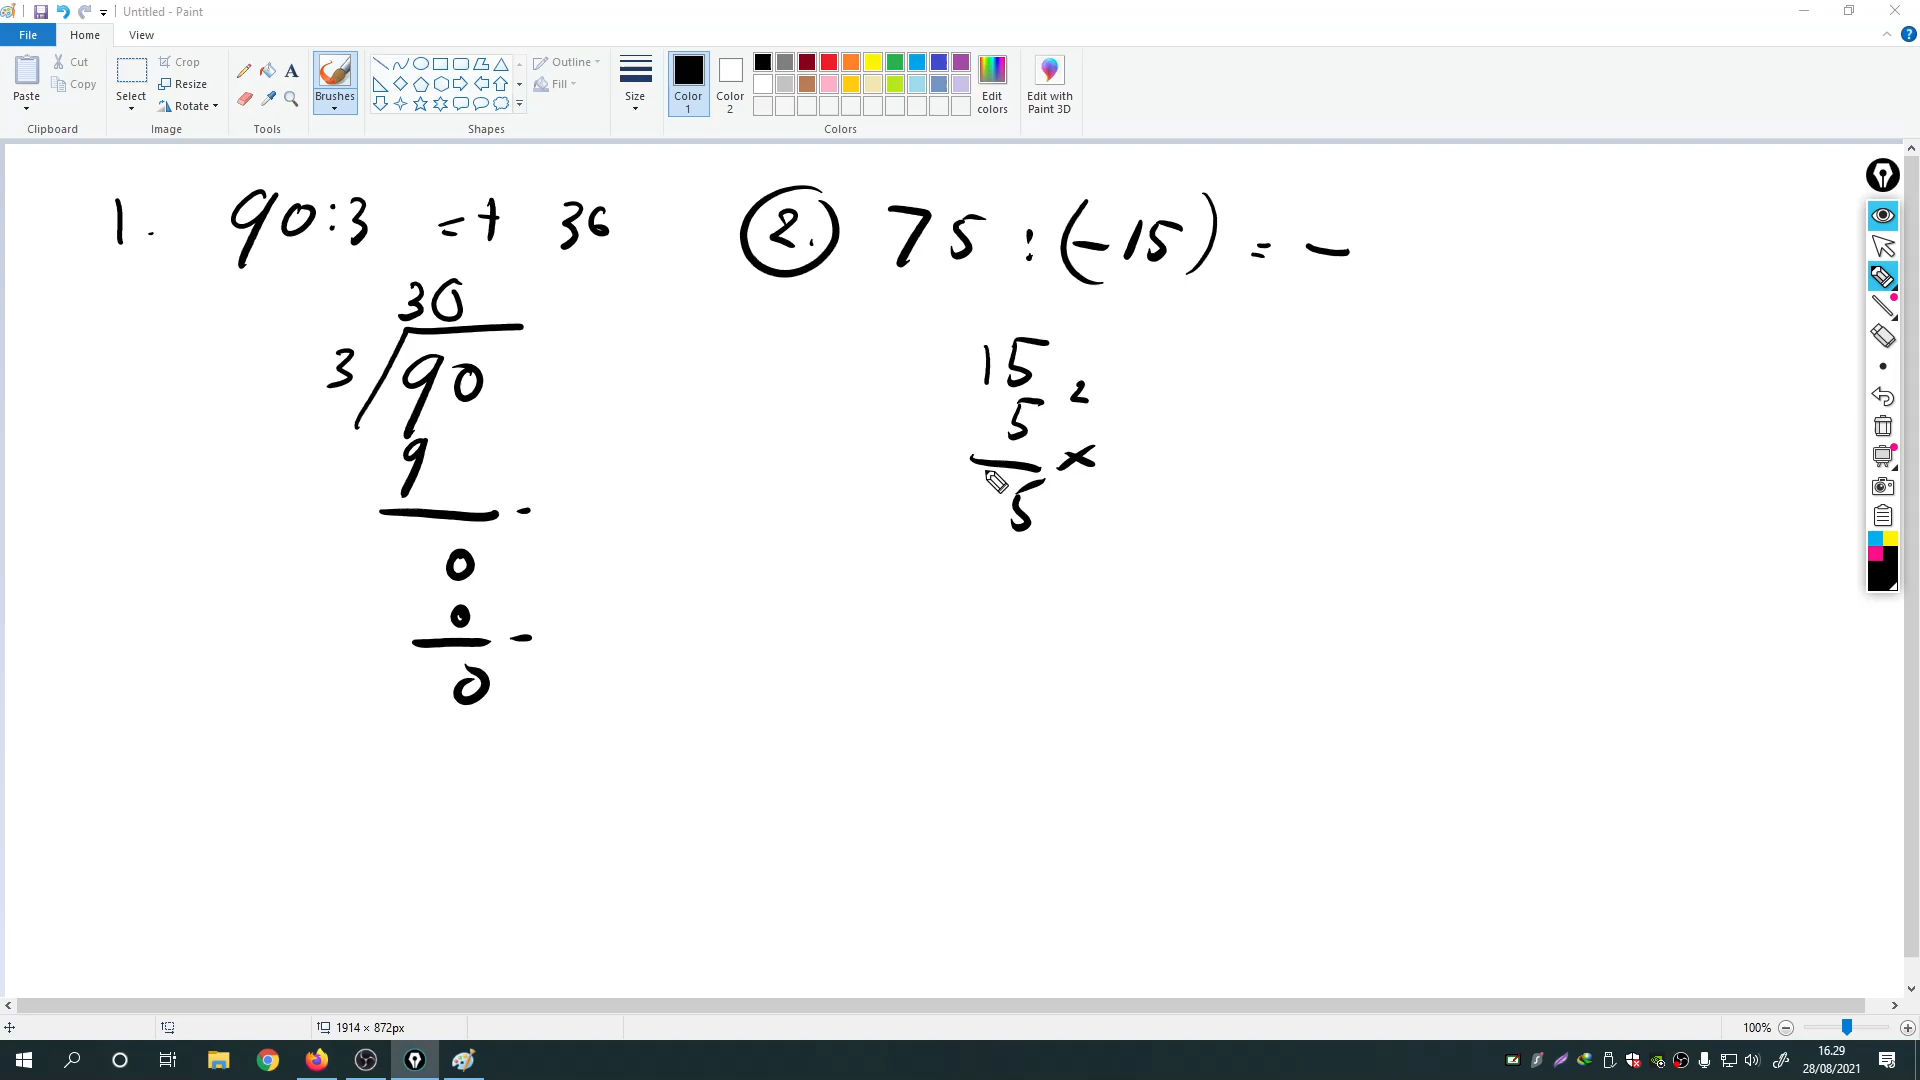 Untitled - Paint
File Home View
Paste
Cut
Copy
Clipboard
Select
Crop
Resize
Rotate
Image
Tools
Brushes
Shapes
Outline
Fill
Size
Color 1
Color 2
Colors
Edit colors
Edit with Paint 3D
1. 90:3 = + 36
30
3 90
9
-
0
0
-
0
2. 75 : (-15) = -
15
2
5
x
5
1914 × 872px
100%
16.29
28/08/2021